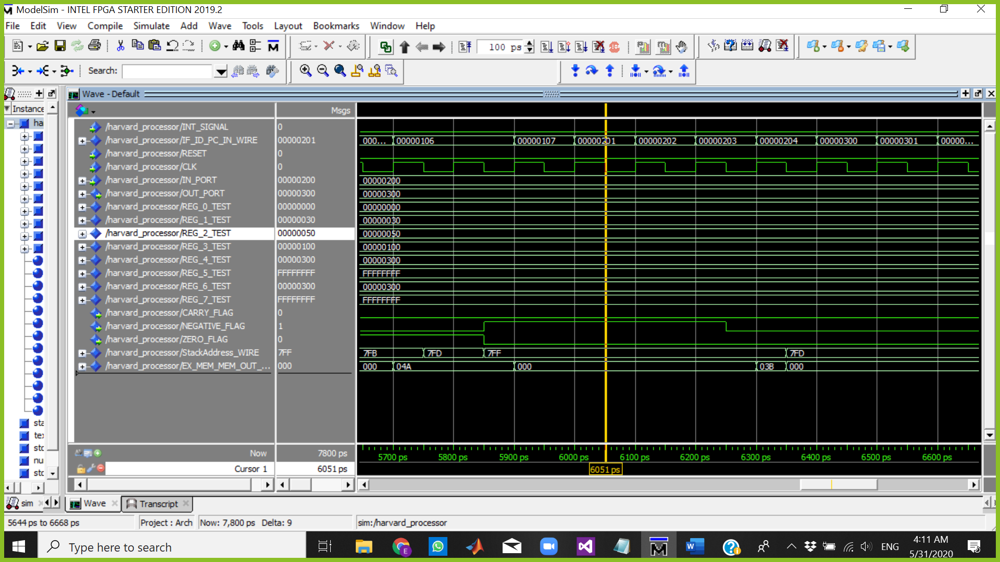 ModelSim - INTEL FPGA STARTER EDITION 2019.2
File Edit View Compile Simulate Add Wave Tools Layout Bookmarks Window Help
100 ps
Search:
Wave - Default
Instance
Msgs
ha
/harvard_processor/INT_SIGNAL 0
/harvard_processor/IF_ID_PC_IN_WIRE 00000201 000... 00000106 00000107 00000201 00000202 00000203 00000204 00000300 00000301 00000...
/harvard_processor/RESET 0
/harvard_processor/CLK 0
/harvard_processor/IN_PORT 00000200 00000200
/harvard_processor/OUT_PORT 00000300 00000300
/harvard_processor/REG_0_TEST 00000000 00000000
/harvard_processor/REG_1_TEST 00000030 00000030
/harvard_processor/REG_2_TEST 00000050 00000050
/harvard_processor/REG_3_TEST 00000100 00000100
/harvard_processor/REG_4_TEST 00000300 00000300
/harvard_processor/REG_5_TEST FFFFFFFF FFFFFFFF
/harvard_processor/REG_6_TEST 00000300 00000300
/harvard_processor/REG_7_TEST FFFFFFFF FFFFFFFF
/harvard_processor/CARRY_FLAG 0
/harvard_processor/NEGATIVE_FLAG 1
/harvard_processor/ZERO_FLAG 0
/harvard_processor/StackAddress_WIRE 7FF 7FB 7FD 7FF 7FD
/harvard_processor/EX_MEM_MEM_OUT_... 000 000 04A 000 03B 000
sta
te
std
nu
std
Now 7800 ps 5700 ps 5800 ps 5900 ps 6000 ps 6100 ps 6200 ps 6300 ps 6400 ps 6500 ps 6600 ps
Cursor 1 6051 ps 6051 ps
sim Wave Transcript
5644 ps to 6668 ps Project : Arch Now: 7,800 ps Delta: 9 sim:/harvard_processor
Type here to search
E
W
ENG
4:11 AM
5/31/2020